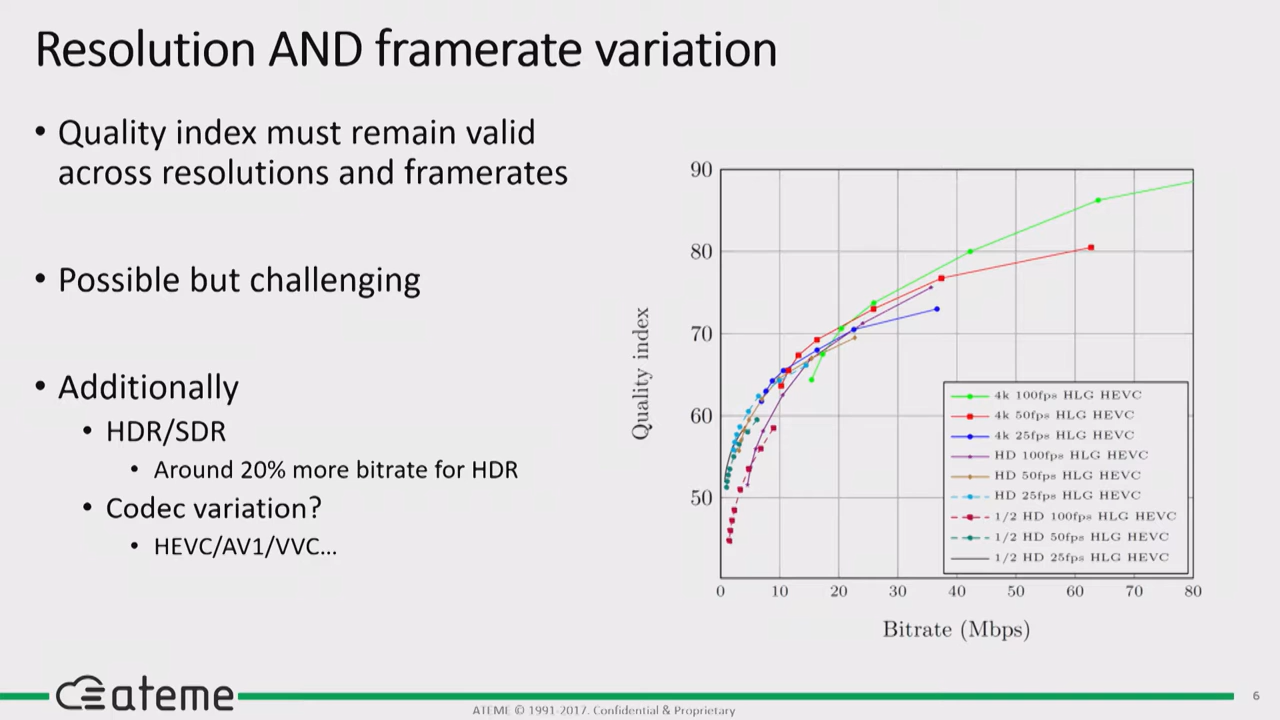 Resolution AND framerate variation
• Quality index must remain valid
across resolutions and framerates
• Possible but challenging
• Additionally
• HDR/SDR
• Around 20% more bitrate for HDR
• Codec variation?
• HEVC/AV1/VVC...
90
80
70
60
50
Quality index
4k 100fps HLG HEVC
4k 50fps HLG HEVC
4k 25fps HLG HEVC
HD 100fps HLG HEVC
HD 50fps HLG HEVC
HD 25fps HLG HEVC
1/2 HD 100fps HLG HEVC
1/2 HD 50fps HLG HEVC
1/2 HD 25fps HLG HEVC
0 10 20 30 40 50 60 70 80
Bitrate (Mbps)
ateme
ATEME © 1991-2017. Confidential & Proprietary
6